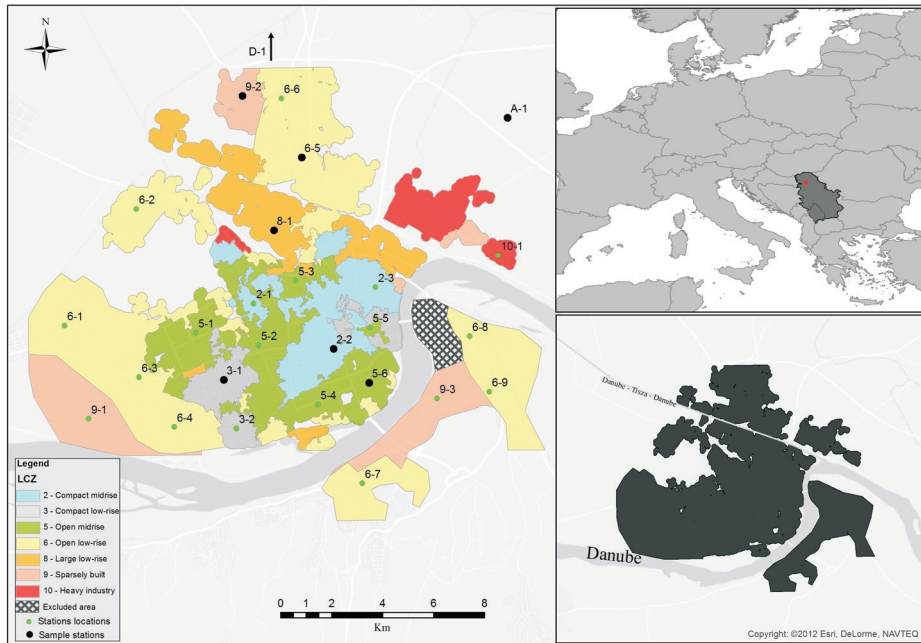 N
D-1
9-2
6-6
A-1
6-5
6-2
8-1
10-1
5-3
2-3
2-1
6-1
5-1
5-5
6-8
5-2
2-2
3-1
6-3
5-6
9-3
6-9
9-1
5-4
6-4
3-2
6-7
Legend
LCZ
2 - Compact midrise
3 - Compact low-rise
5 - Open midrise
6 - Open low-rise
8 - Large low-rise
9 - Sparsely built
10 - Heavy industry
Excluded area
Stations locations
Sample stations
0 1 2 4 6 8
Km
Danube - Tisza - Danube
Danube
Copyright: ©2012 Esri, DeLorme, NAVTEQ